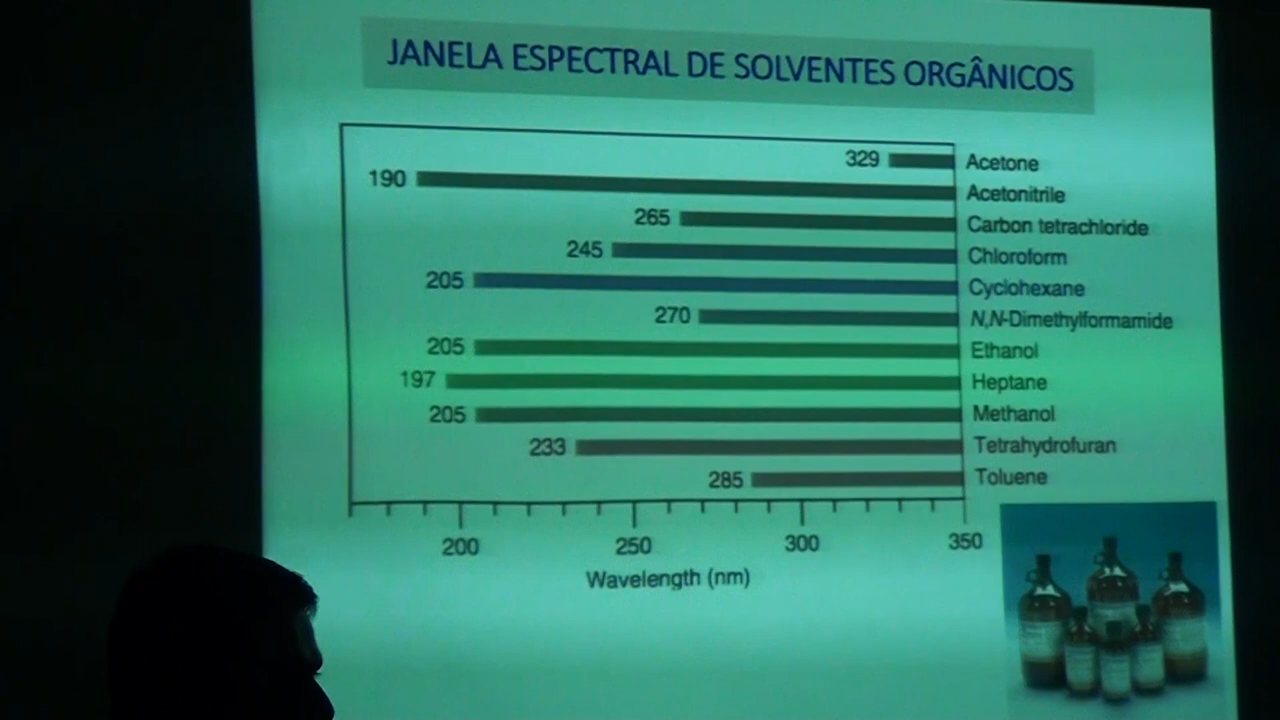 JANELA ESPECTRAL DE SOLVENTES ORGÂNICOS
329 Acetone
190 Acetonitrile
265 Carbon tetrachloride
245 Chloroform
205 Cyclohexane
270 N,N-Dimethylformamide
205 Ethanol
197 Heptane
205 Methanol
233 Tetrahydrofuran
285 Toluene
200 250 300 350
Wavelength (nm)